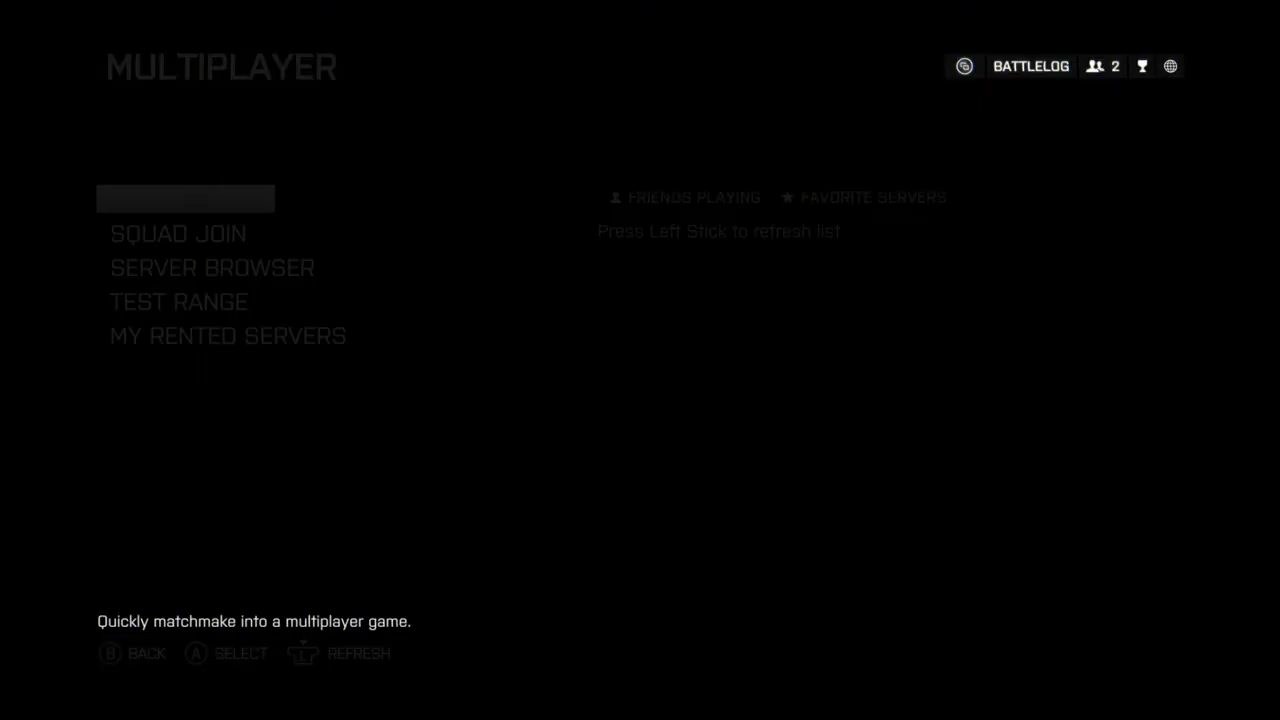 MULTIPLAYER
BATTLELOG 2
FRIENDS PLAYING FAVORITE SERVERS
Press Left Stick to refresh list
SQUAD JOIN
SERVER BROWSER
TEST RANGE
MY RENTED SERVERS
Quickly matchmake into a multiplayer game.
B BACK A SELECT L REFRESH